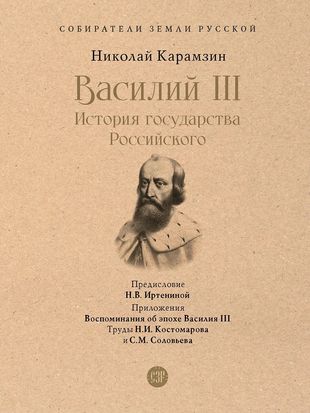 СОБИРАТЕЛИ ЗЕМЛИ РУССКОЙ
Николай Карамзин
Василий III
История государства
Российского
Предисловие
Н.В. Иртениной
Приложения
Воспоминания об эпохе Василия III
Труды Н.И. Костомарова
и С.М. Соловьева
СЗР